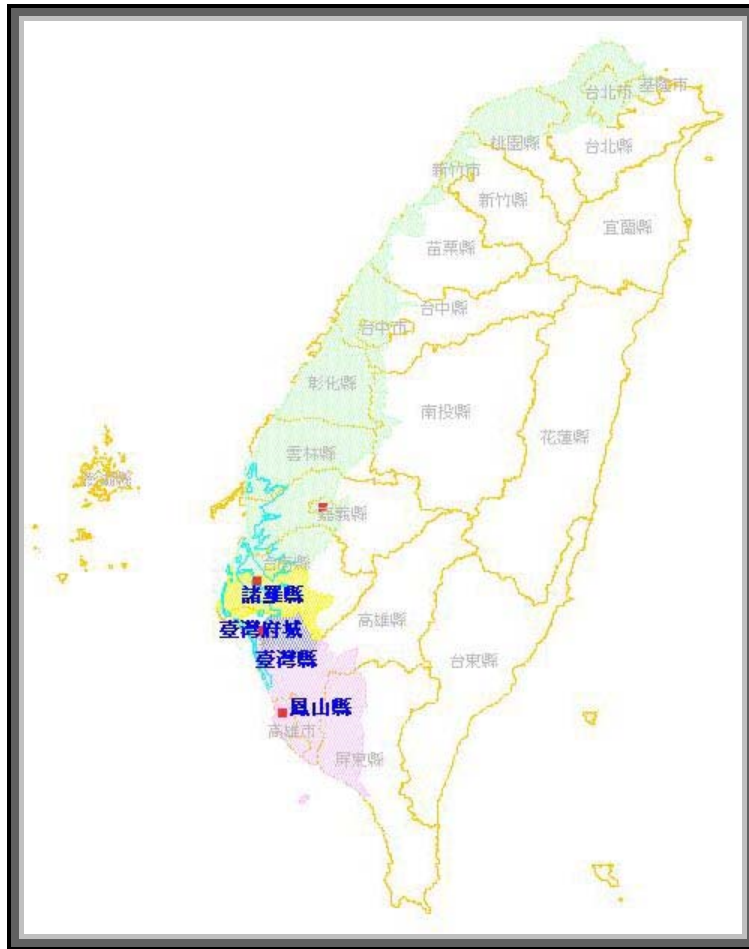 台北市
基隆市
桃園縣
台北縣
新竹市
新竹縣
宜蘭縣
苗栗縣
台中縣
台中市
彰化縣
南投縣
花蓮縣
雲林縣
嘉義縣
台南縣
諸羅縣
臺灣府城
高雄縣
臺灣縣
台東縣
鳳山縣
高雄市
屏東縣